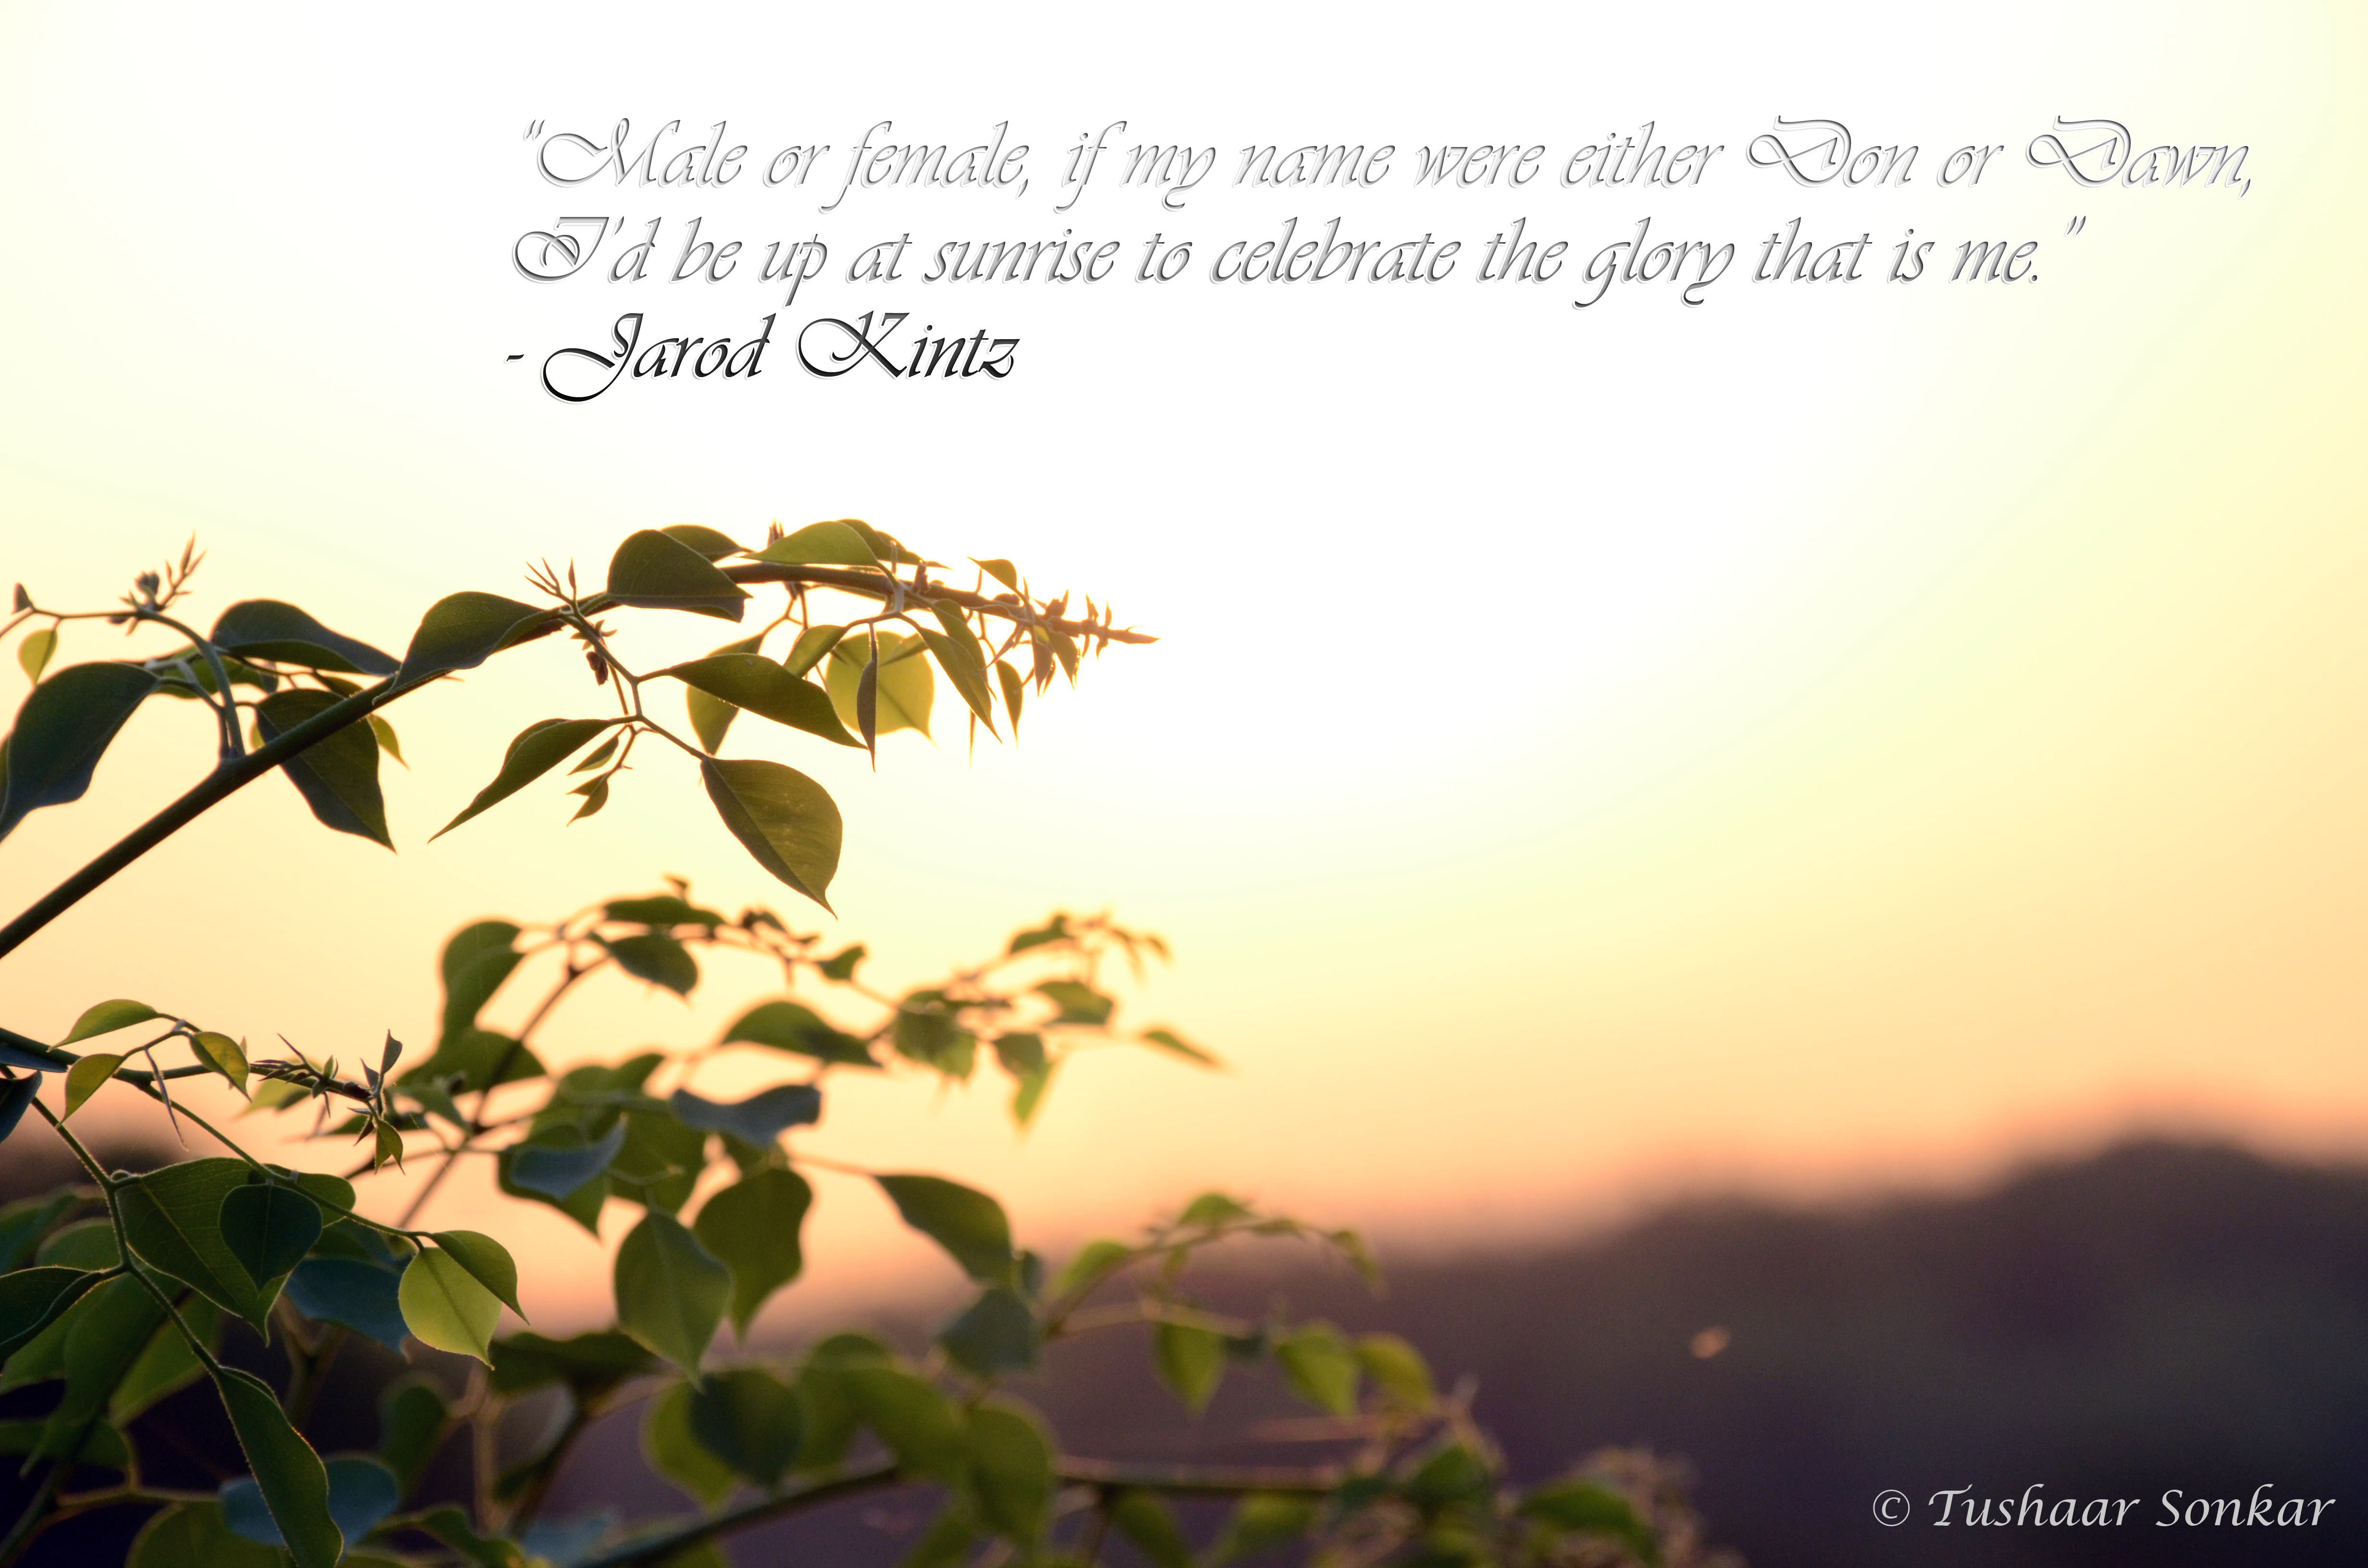 "Male or female, if my name were either Don or Dawn,
I'd be up at sunrise to celebrate the glory that is me."
- Jarod Kintz
© Tushaar Sonkar